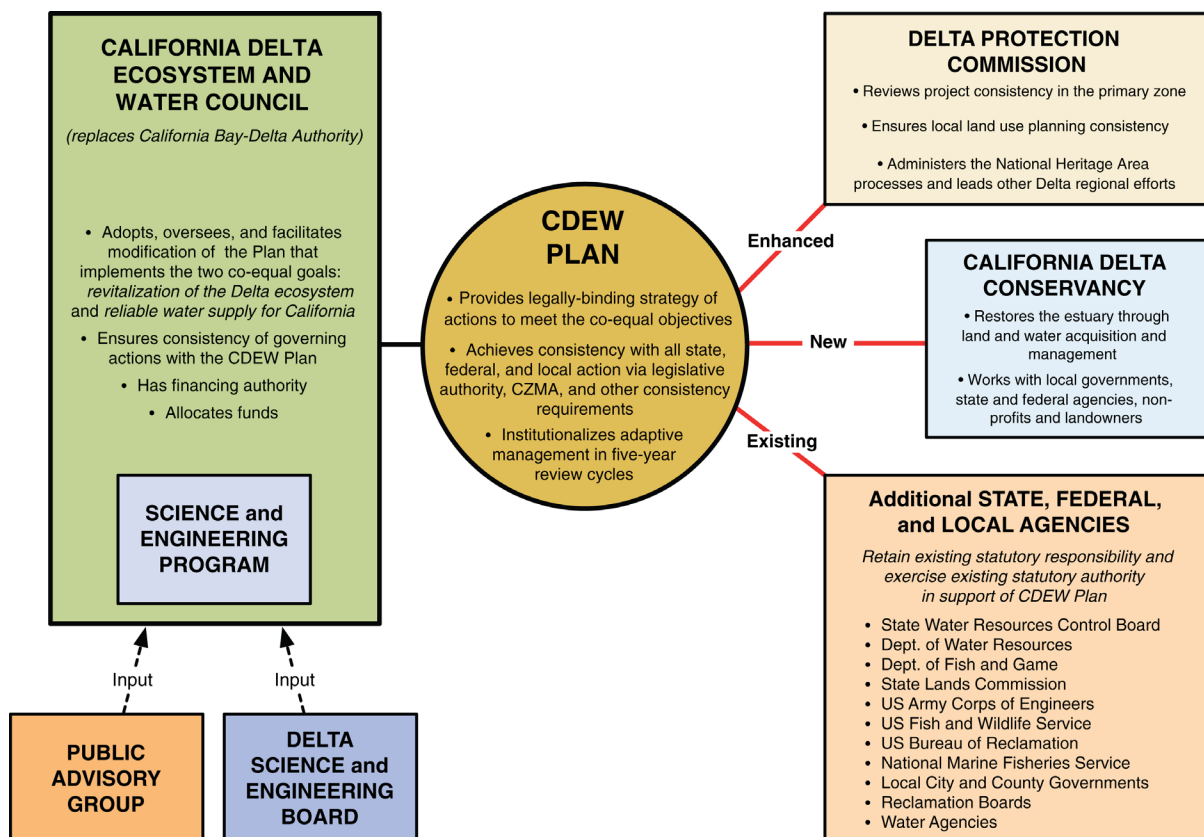 CALIFORNIA DELTA
ECOSYSTEM AND
WATER COUNCIL
(replaces California Bay-Delta Authority)
• Adopts, oversees, and facilitates
modification of the Plan that
implements the two co-equal goals:
revitalization of the Delta ecosystem
and reliable water supply for California
• Ensures consistency of governing
actions with the CDEW Plan
• Has financing authority
• Allocates funds
SCIENCE and
ENGINEERING
PROGRAM
Input
Input
PUBLIC
ADVISORY
GROUP
DELTA
SCIENCE and
ENGINEERING
BOARD
CDEW
PLAN
• Provides legally-binding strategy of
actions to meet the co-equal objectives
• Achieves consistency with all state,
federal, and local action via legislative
authority, CZMA, and other consistency
requirements
• Institutionalizes adaptive
management in five-year
review cycles
Enhanced
New
Existing
DELTA PROTECTION
COMMISSION
• Reviews project consistency in the primary zone
• Ensures local land use planning consistency
• Administers the National Heritage Area
processes and leads other Delta regional efforts
CALIFORNIA DELTA
CONSERVANCY
• Restores the estuary through
land and water acquisition and
management
• Works with local governments,
state and federal agencies, non-
profits and landowners
Additional STATE, FEDERAL,
and LOCAL AGENCIES
Retain existing statutory responsibility and
exercise existing statutory authority
in support of CDEW Plan
• State Water Resources Control Board
• Dept. of Water Resources
• Dept. of Fish and Game
• State Lands Commission
• US Army Corps of Engineers
• US Fish and Wildlife Service
• US Bureau of Reclamation
• National Marine Fisheries Service
• Local City and County Governments
• Reclamation Boards
• Water Agencies